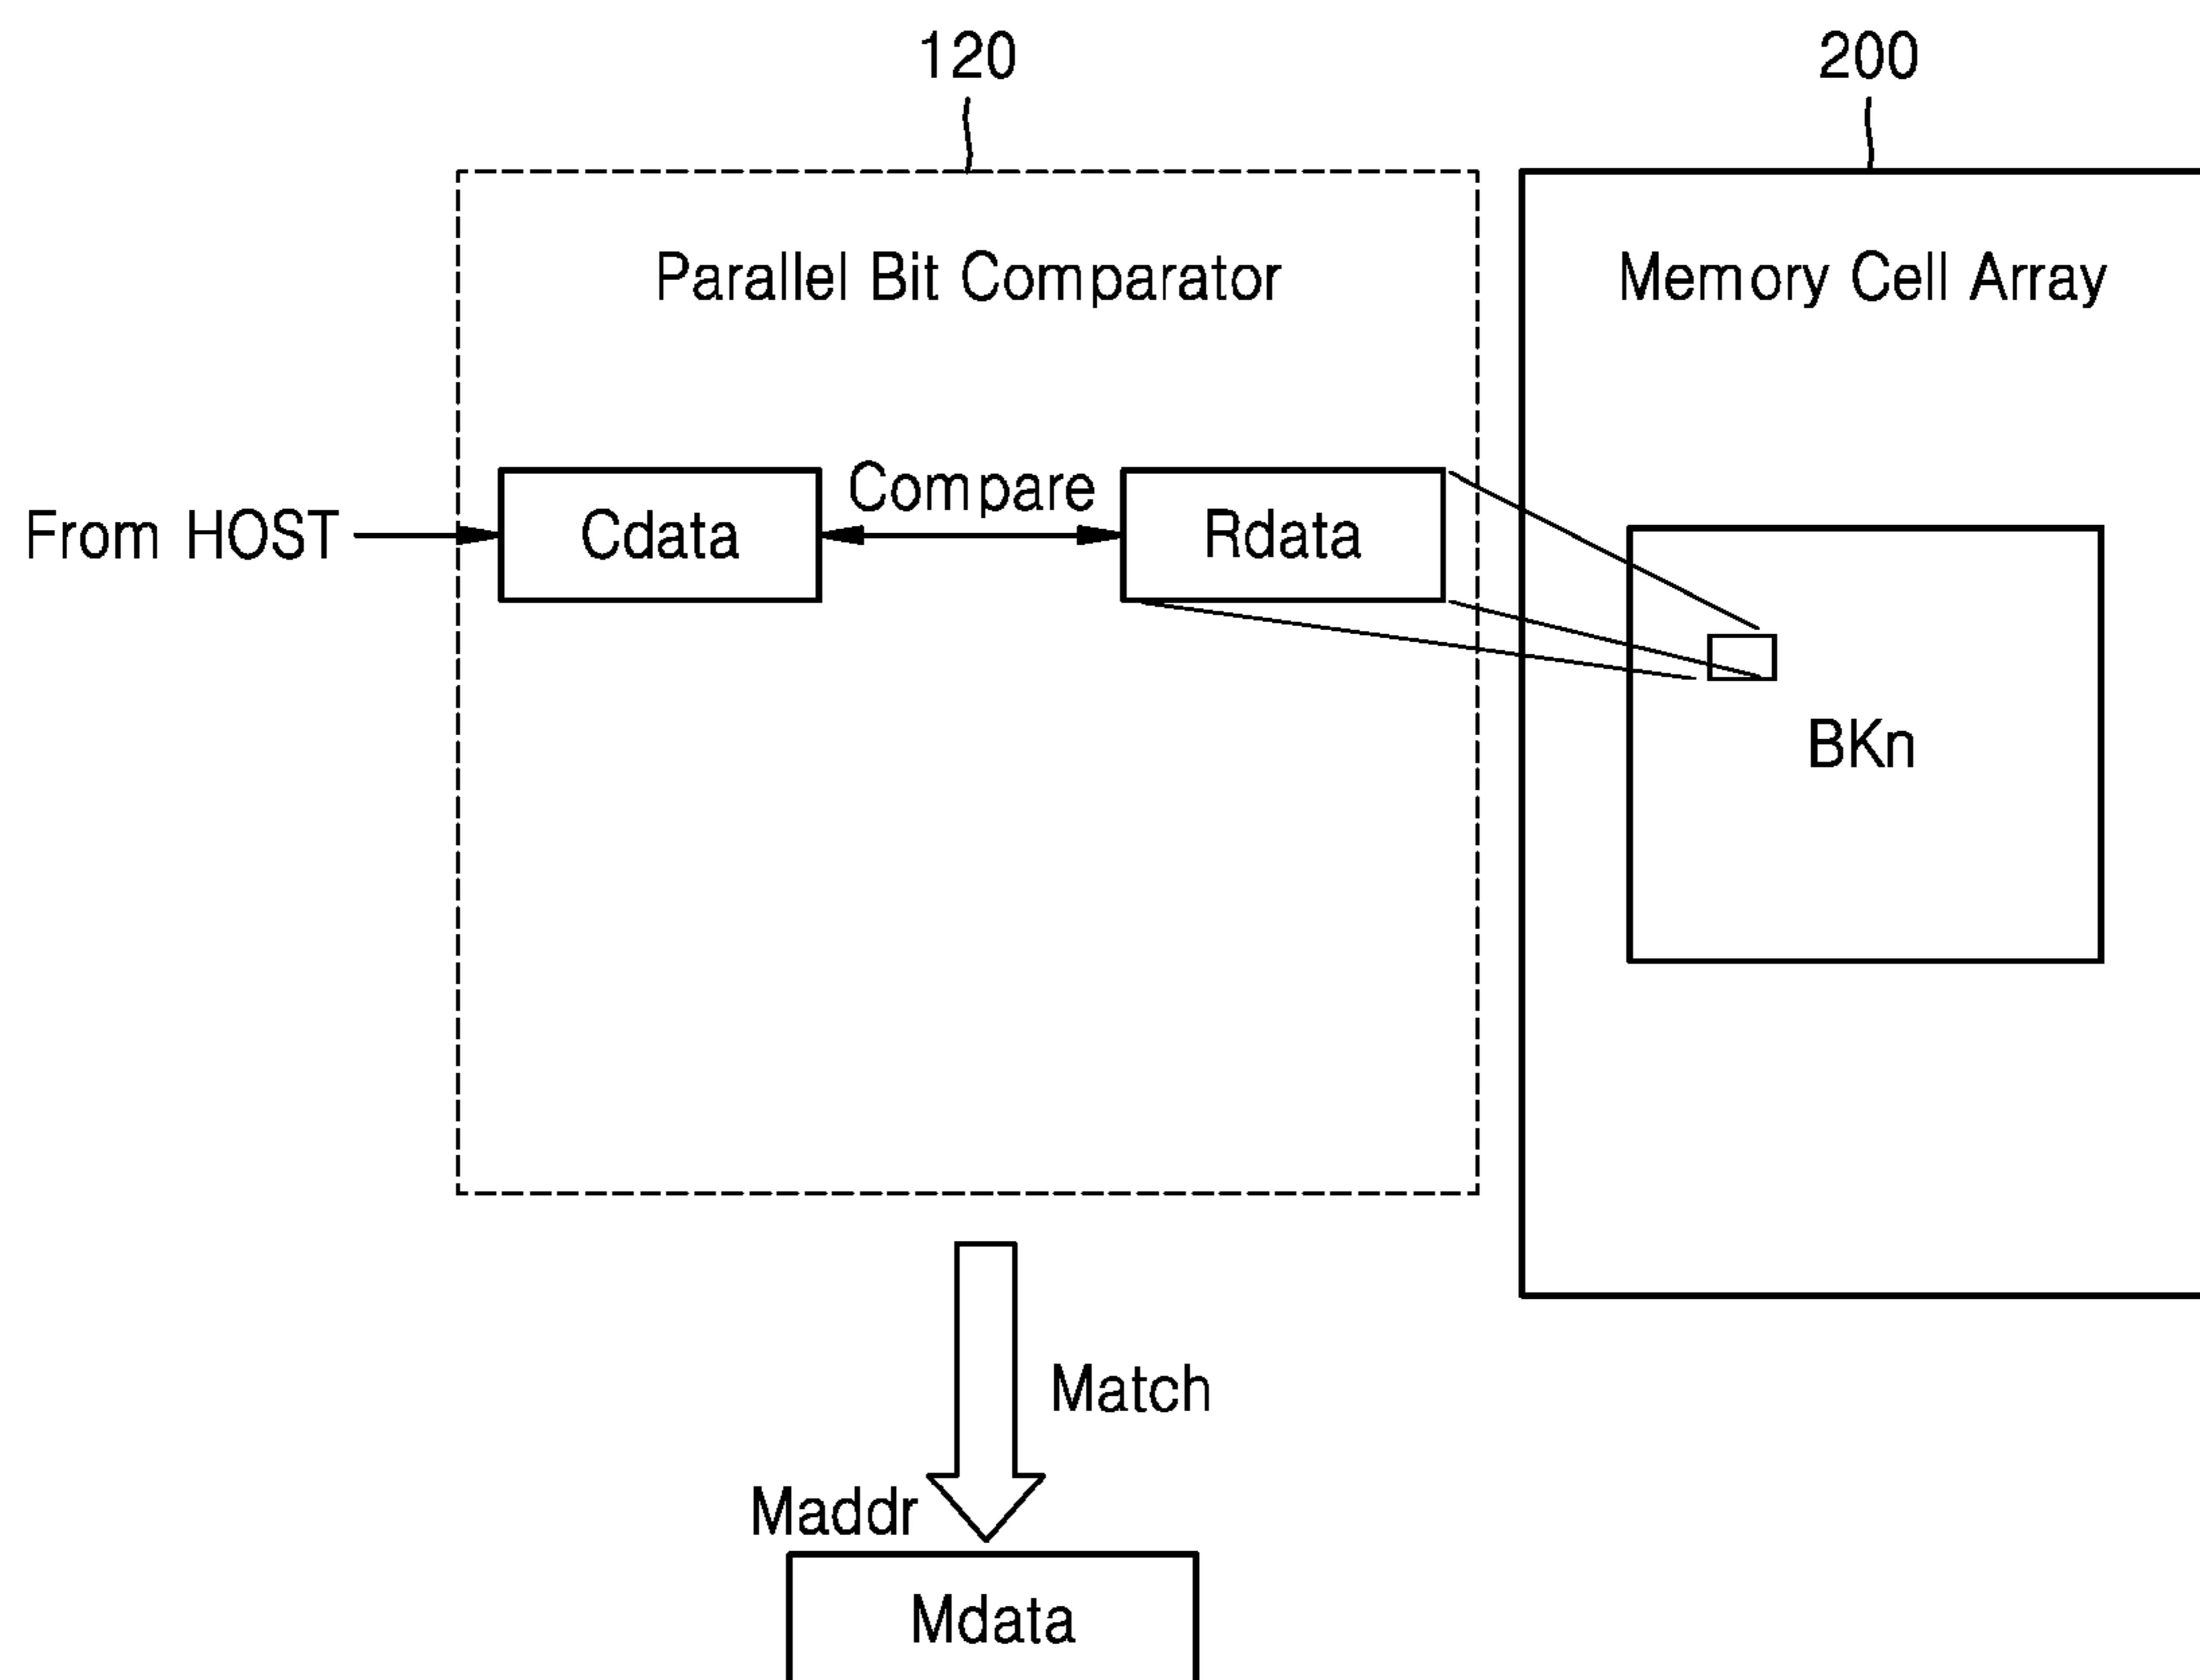 120
200
Parallel Bit Comparator
Memory Cell Array
Compare
From HOST
Cdata
Rdata
BKn
Match
Maddr
Mdata